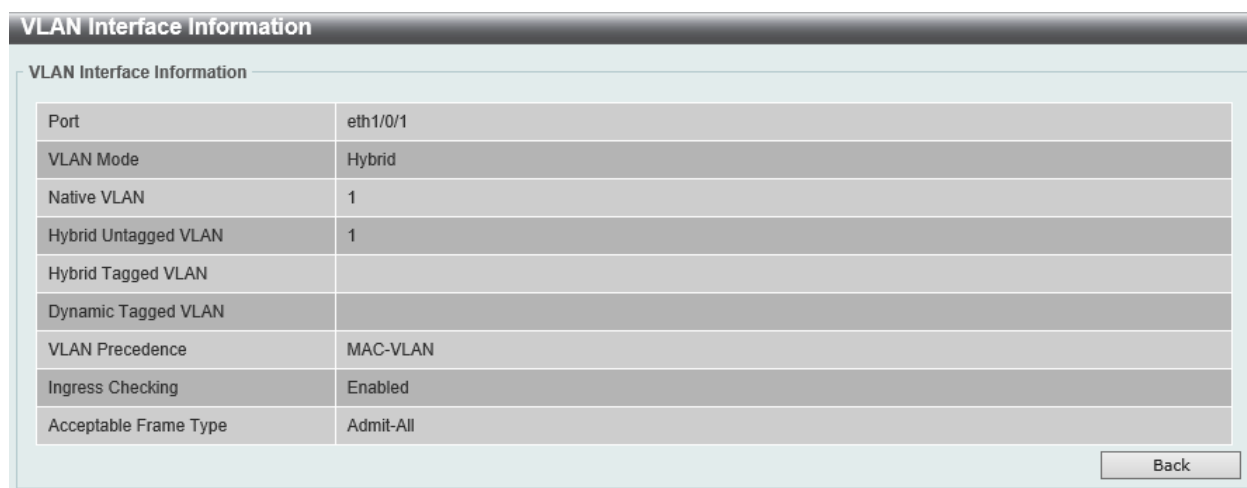 VLAN Interface Information
VLAN Interface Information
Port eth1/0/1
VLAN Mode Hybrid
Native VLAN 1
Hybrid Untagged VLAN 1
Hybrid Tagged VLAN
Dynamic Tagged VLAN
VLAN Precedence MAC-VLAN
Ingress Checking Enabled
Acceptable Frame Type Admit-All
Back